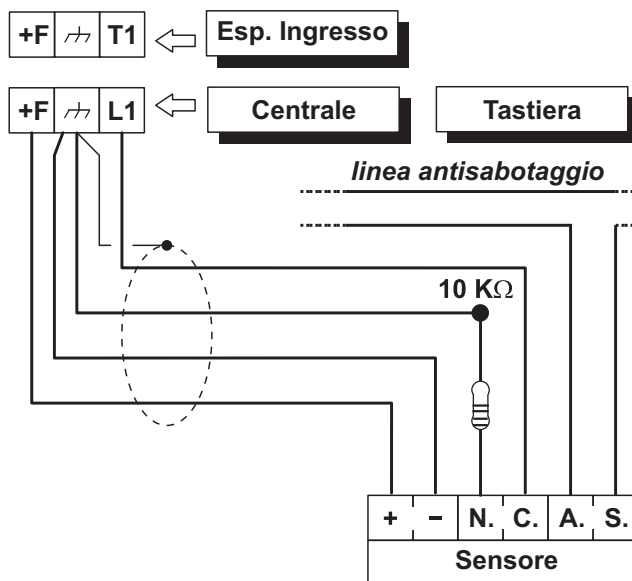 +F T1 Esp. Ingresso
+F L1 Centrale Tastiera
linea antisabotaggio
10 KΩ
+ – N. C. A. S.
Sensore